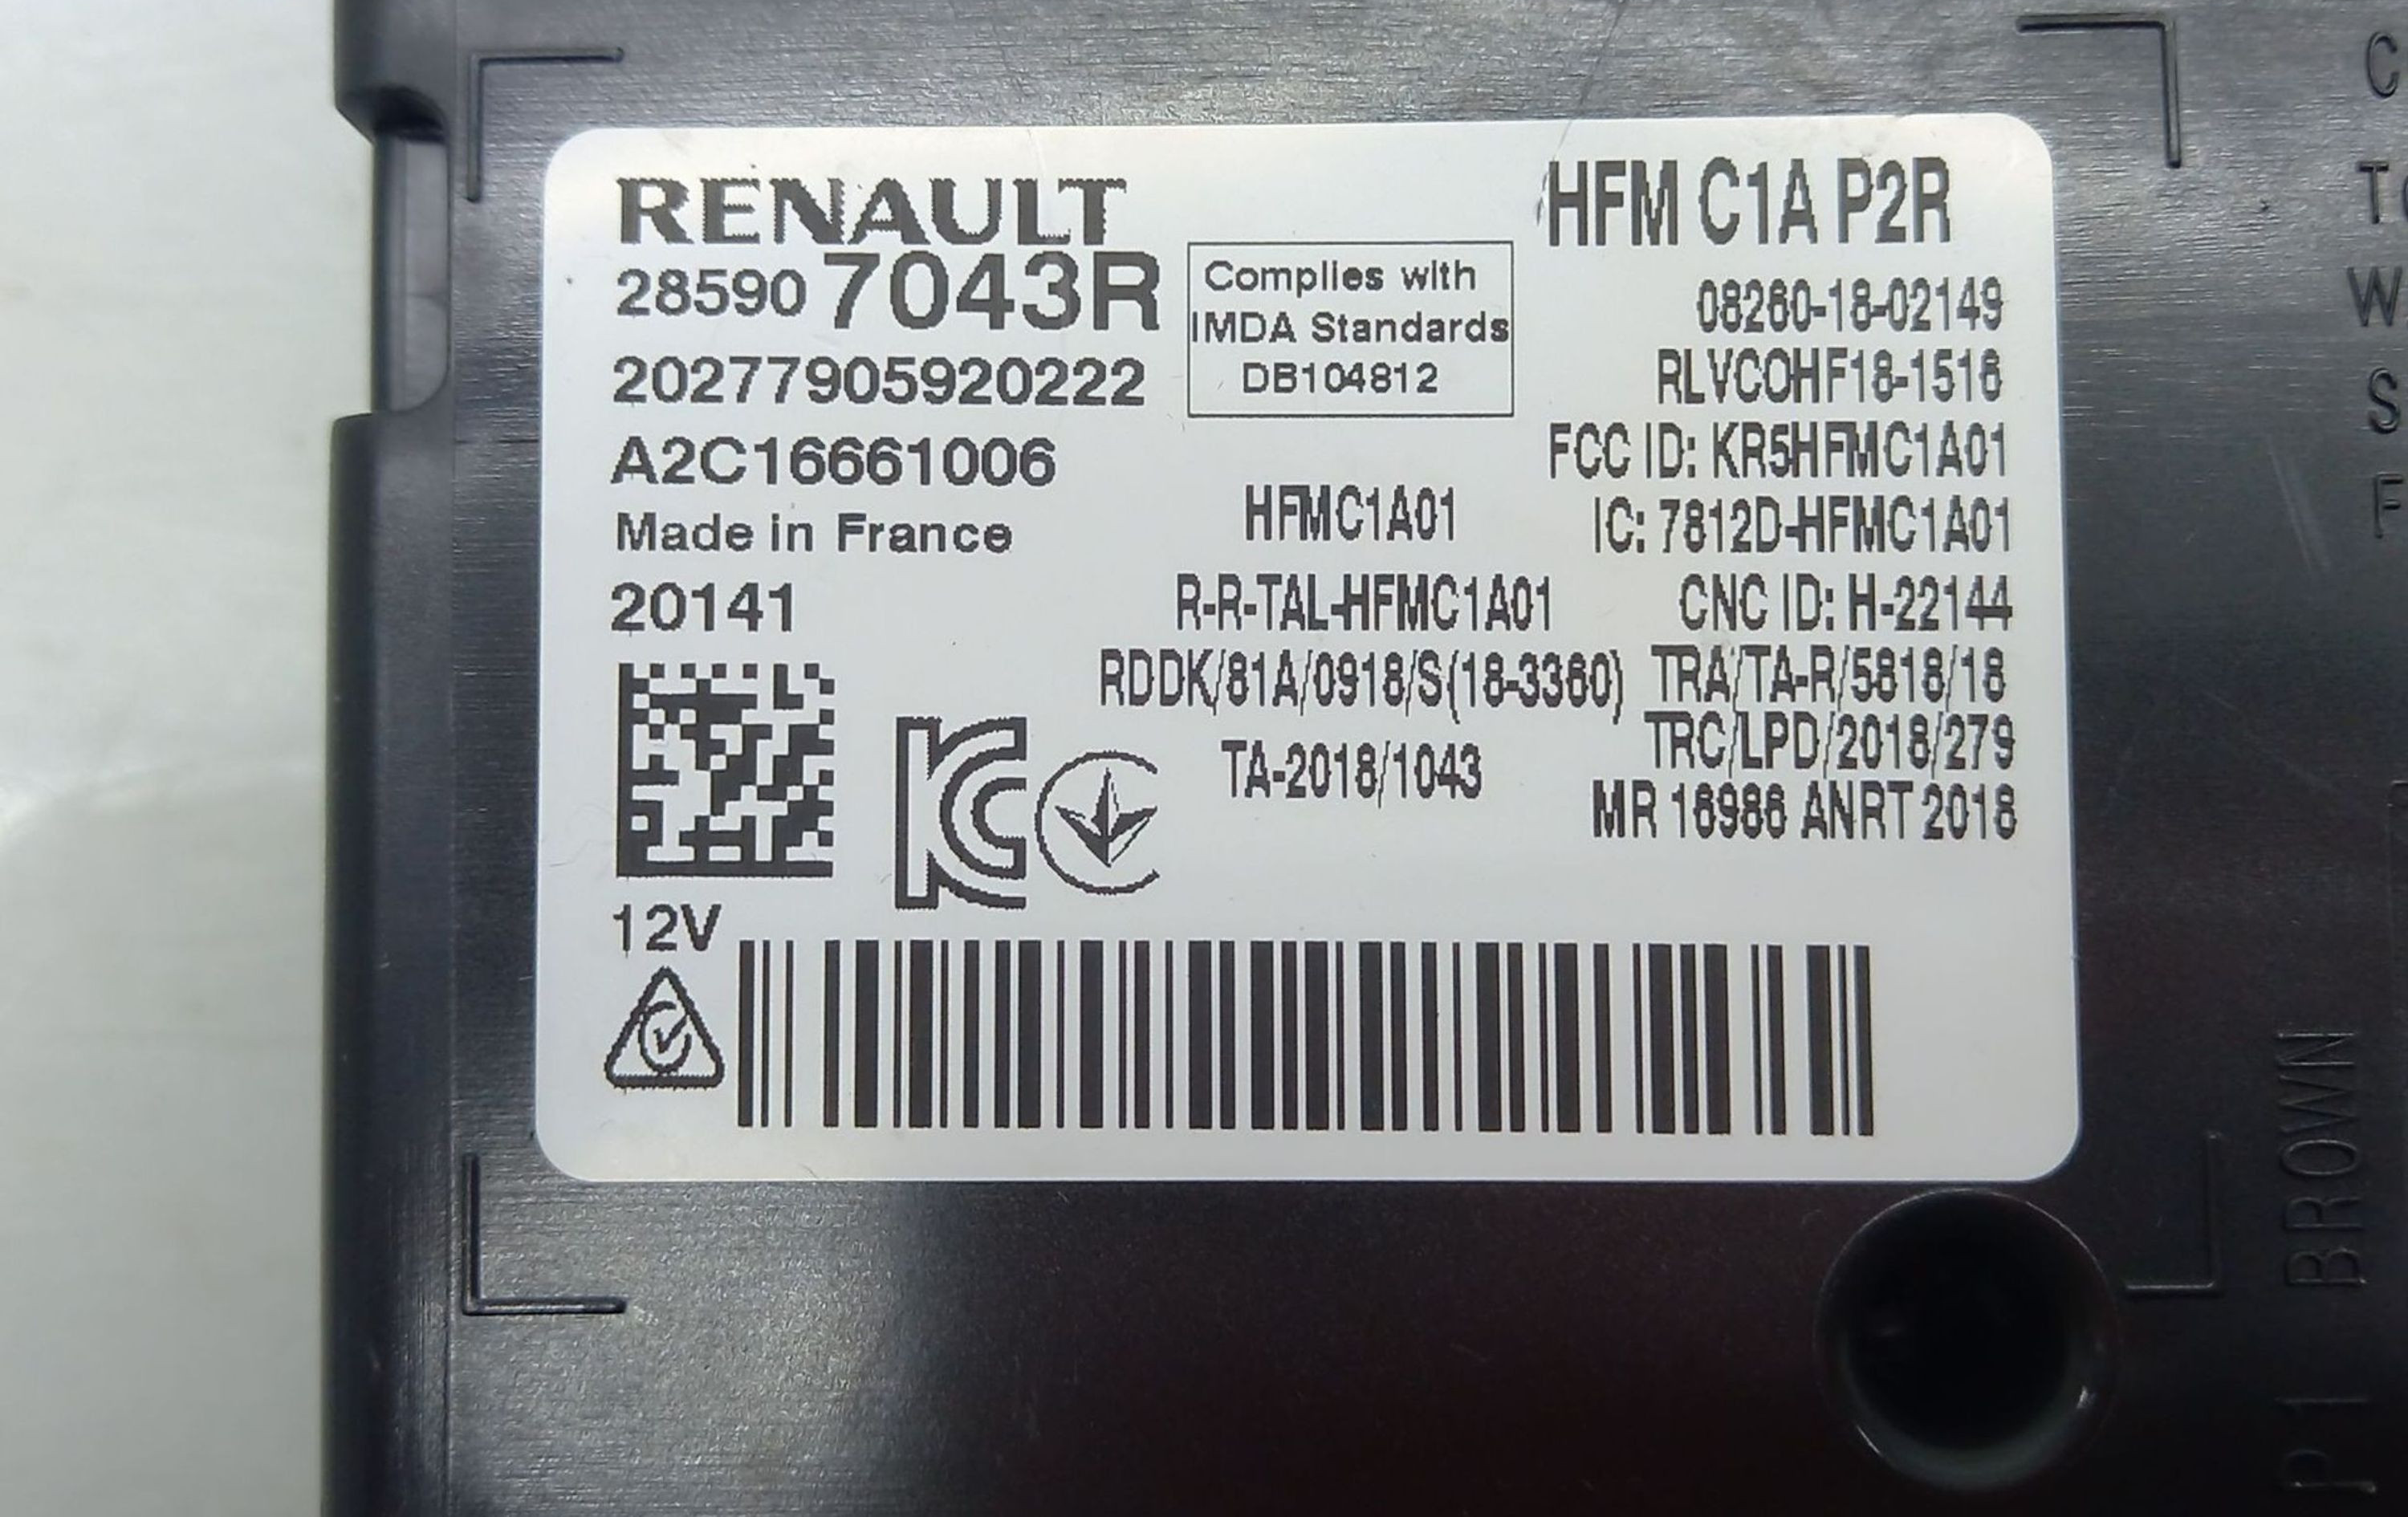 RENAULT
28590 7043R
20277905920222
A2C16661006
Made in France
20141
12V
Complies with
IMDA Standards
DB104812
HFMC1A01
R-R-TAL-HFMC1A01
RDDK/81A/0918/S(18-3360)
TA-2018/1043
HFM C1A P2R
08260-18-02149
RLVCOHF18-1516
FCC ID: KR5HFMC1A01
IC: 7812D-HFMC1A01
CNC ID: H-22144
TRA/TA-R/5818/18
TRC/LPD/2018/279
MR 16986 ANRT 2018
P1 BROWN